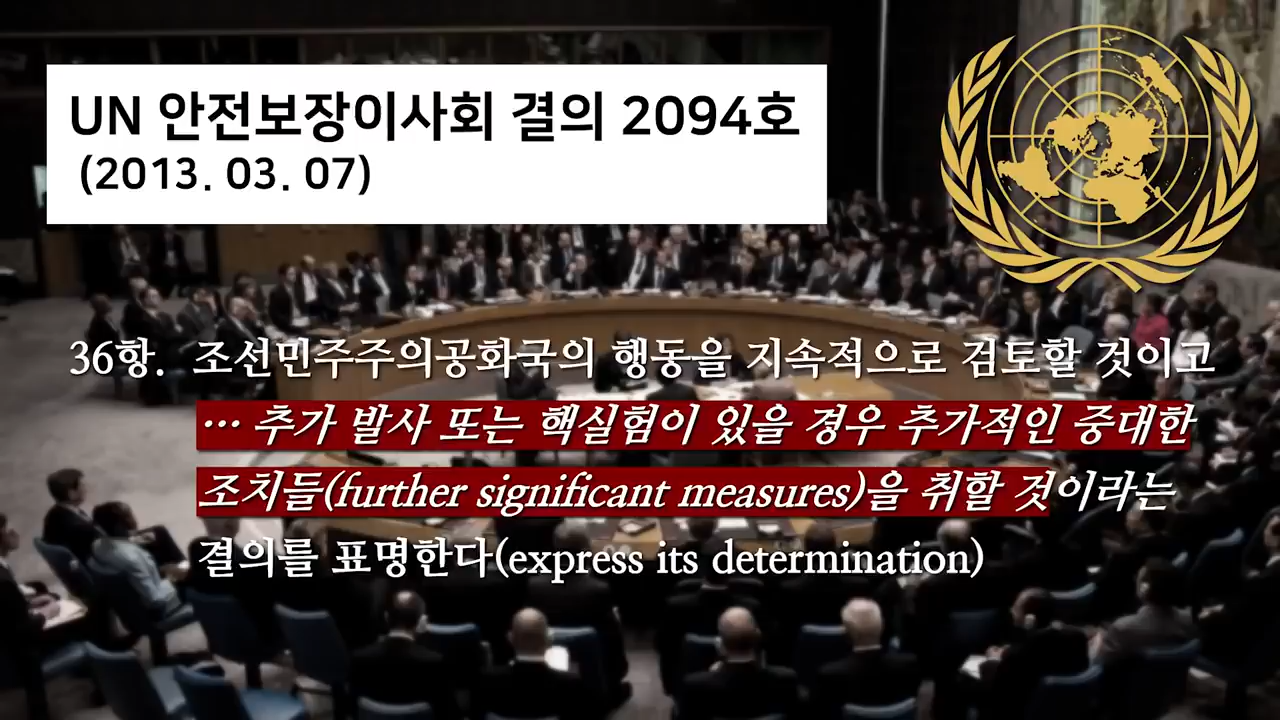 UN 안전보장이사회 결의 2094호
(2013. 03. 07)
36항. 조선민주주의공화국의 행동을 지속적으로 검토할 것이고
… 추가 발사 또는 핵실험이 있을 경우 추가적인 중대한
조치들(further significant measures)을 취할 것이라는
결의를 표명한다(express its determination)